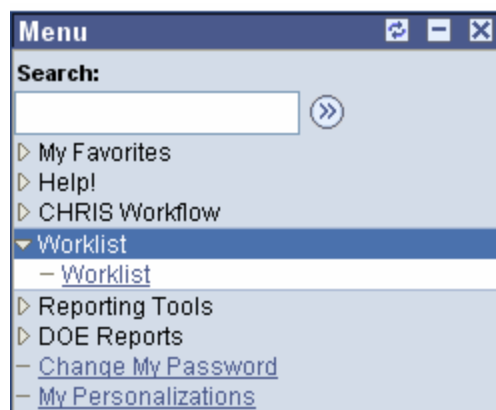 Menu
Search:
My Favorites
Help!
CHRIS Workflow
Worklist
Worklist
Reporting Tools
DOE Reports
Change My Password
My Personalizations